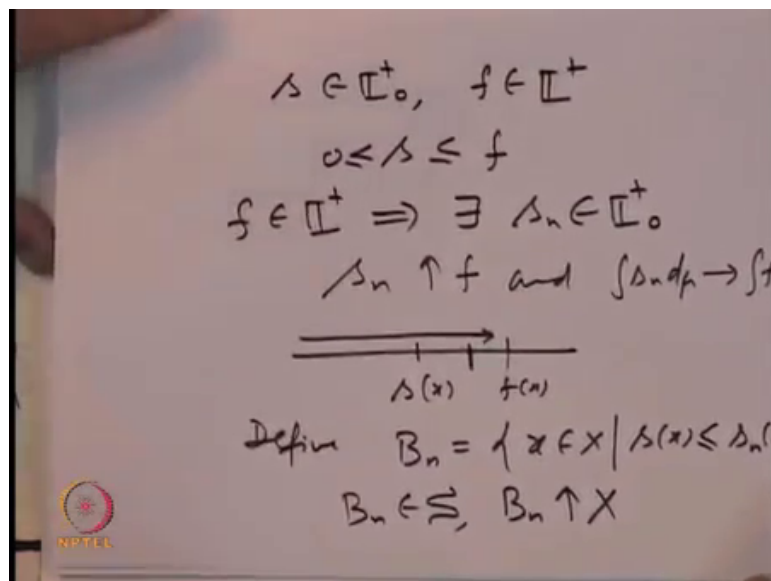 s ∈ 𝕃⁺₀, f ∈ 𝕃⁺
0 ≤ s ≤ f
f ∈ 𝕃⁺ ⟹ ∃ sₙ ∈ 𝕃⁺₀
sₙ ↑ f and ∫sₙdμ → ∫f
s(x) f(x)
Define Bₙ = { x ∈ X | s(x) ≤ sₙ(
Bₙ ∈ S, Bₙ ↑ X
NPTEL